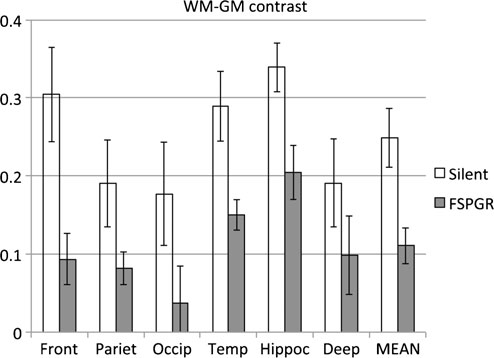 WM-GM contrast
0.4
0.3
0.2
0.1
0
Front Pariet Occip Temp Hippoc Deep MEAN
Silent
FSPGR